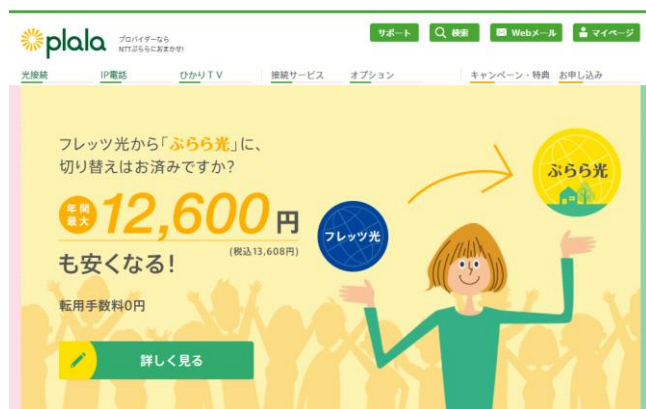 plala
プロバイダーなら
NTTぷららにおまかせ!
サポート 検索 Webメール マイページ
光接続 IP電話 ひかりTV 接続サービス オプション キャンペーン・特典 お申し込み
フレッツ光から「ぷらら光」に、
切り替えはお済みですか?
年間
最大
12,600円
(税込13,608円)
も安くなる!
転用手数料0円
詳しく見る
フレッツ光
ぷらら光